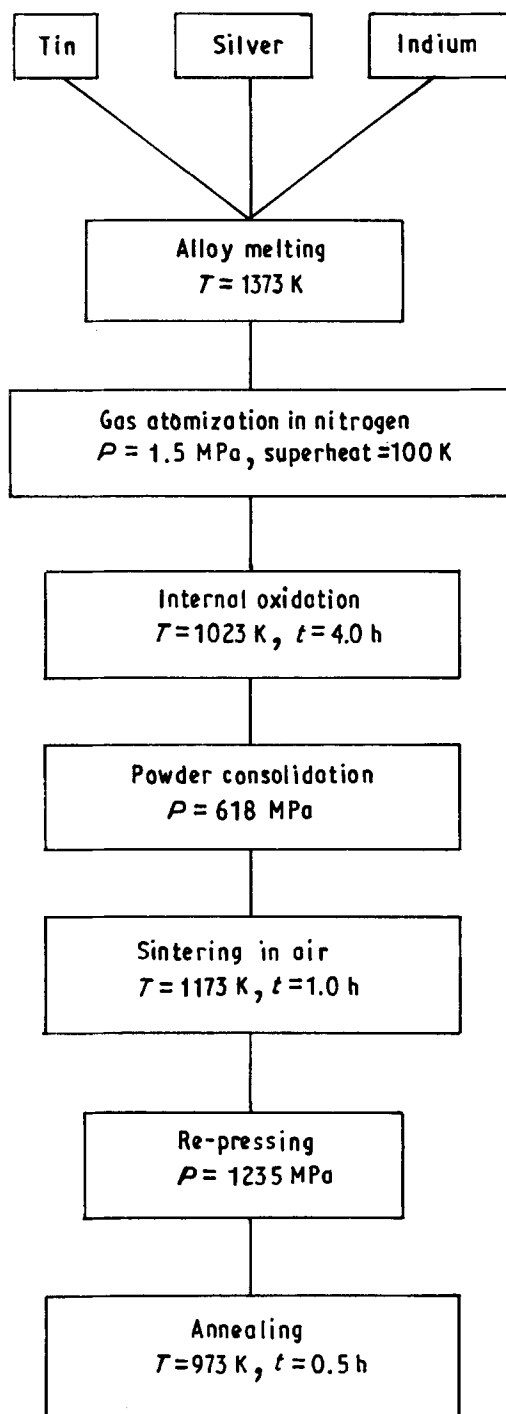 Tin
Silver
Indium
Alloy melting
T = 1373 K
Gas atomization in nitrogen
P = 1.5 MPa, superheat = 100 K
Internal oxidation
T = 1023 K, t = 4.0 h
Powder consolidation
P = 618 MPa
Sintering in air
T = 1173 K, t = 1.0 h
Re-pressing
P = 1235 MPa
Annealing
T = 973 K, t = 0.5 h